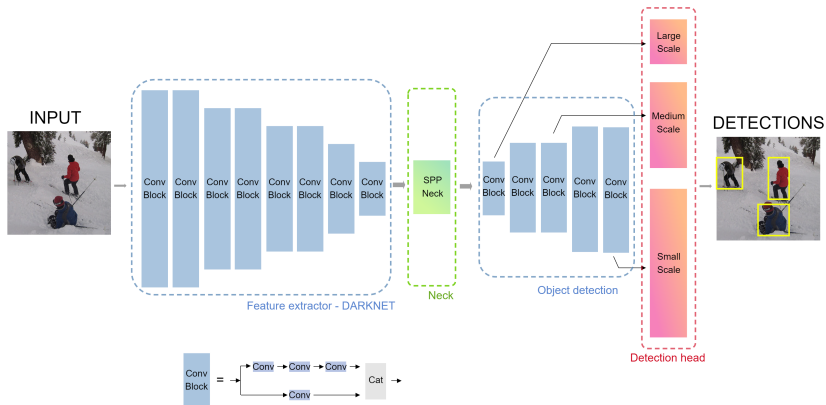 INPUT
Conv
Block
Conv
Block
Conv
Block
Conv
Block
Conv
Block
Conv
Block
Conv
Block
Conv
Block
Feature extractor - DARKNET
SPP
Neck
Neck
Conv
Block
Conv
Block
Conv
Block
Conv
Block
Conv
Block
Object detection
Large
Scale
Medium
Scale
Small
Scale
Detection head
DETECTIONS
Conv
Block
=
Conv
Conv
Conv
Conv
Cat